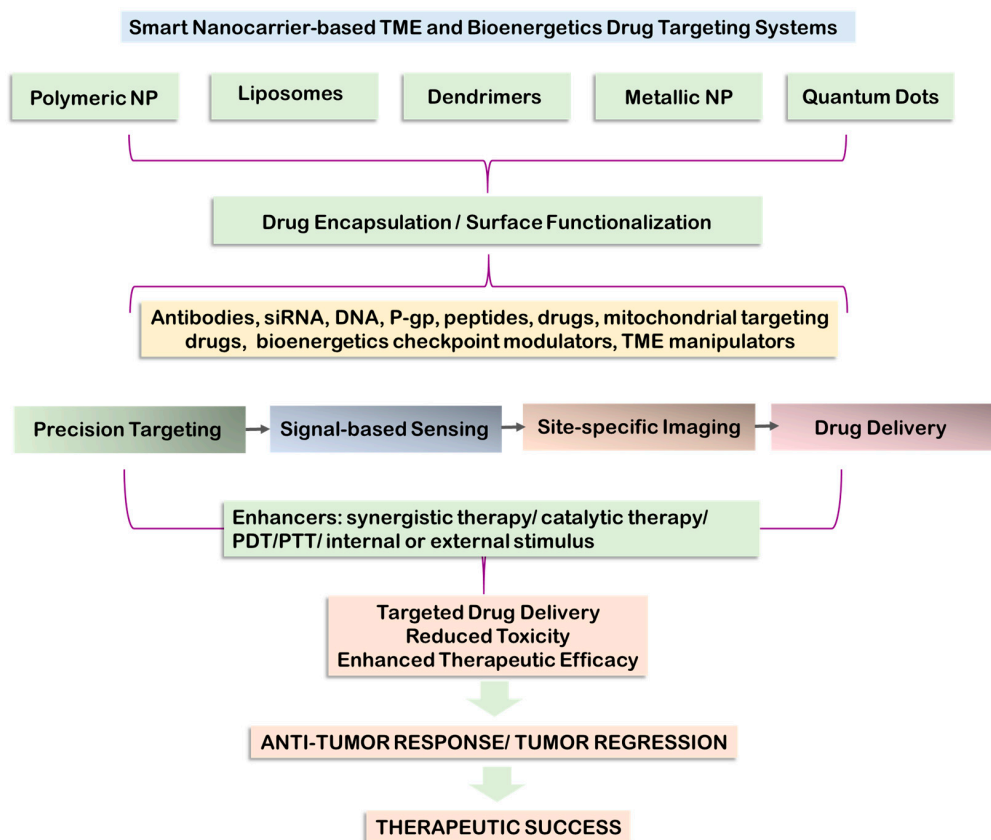 Smart Nanocarrier-based TME and Bioenergetics Drug Targeting Systems
Polymeric NP
Liposomes
Dendrimers
Metallic NP
Quantum Dots
Drug Encapsulation / Surface Functionalization
Antibodies, siRNA, DNA, P-gp, peptides, drugs, mitochondrial targeting
drugs, bioenergetics checkpoint modulators, TME manipulators
Precision Targeting
Signal-based Sensing
Site-specific Imaging
Drug Delivery
Enhancers: synergistic therapy/ catalytic therapy/
PDT/PTT/ internal or external stimulus
Targeted Drug Delivery
Reduced Toxicity
Enhanced Therapeutic Efficacy
ANTI-TUMOR RESPONSE/ TUMOR REGRESSION
THERAPEUTIC SUCCESS